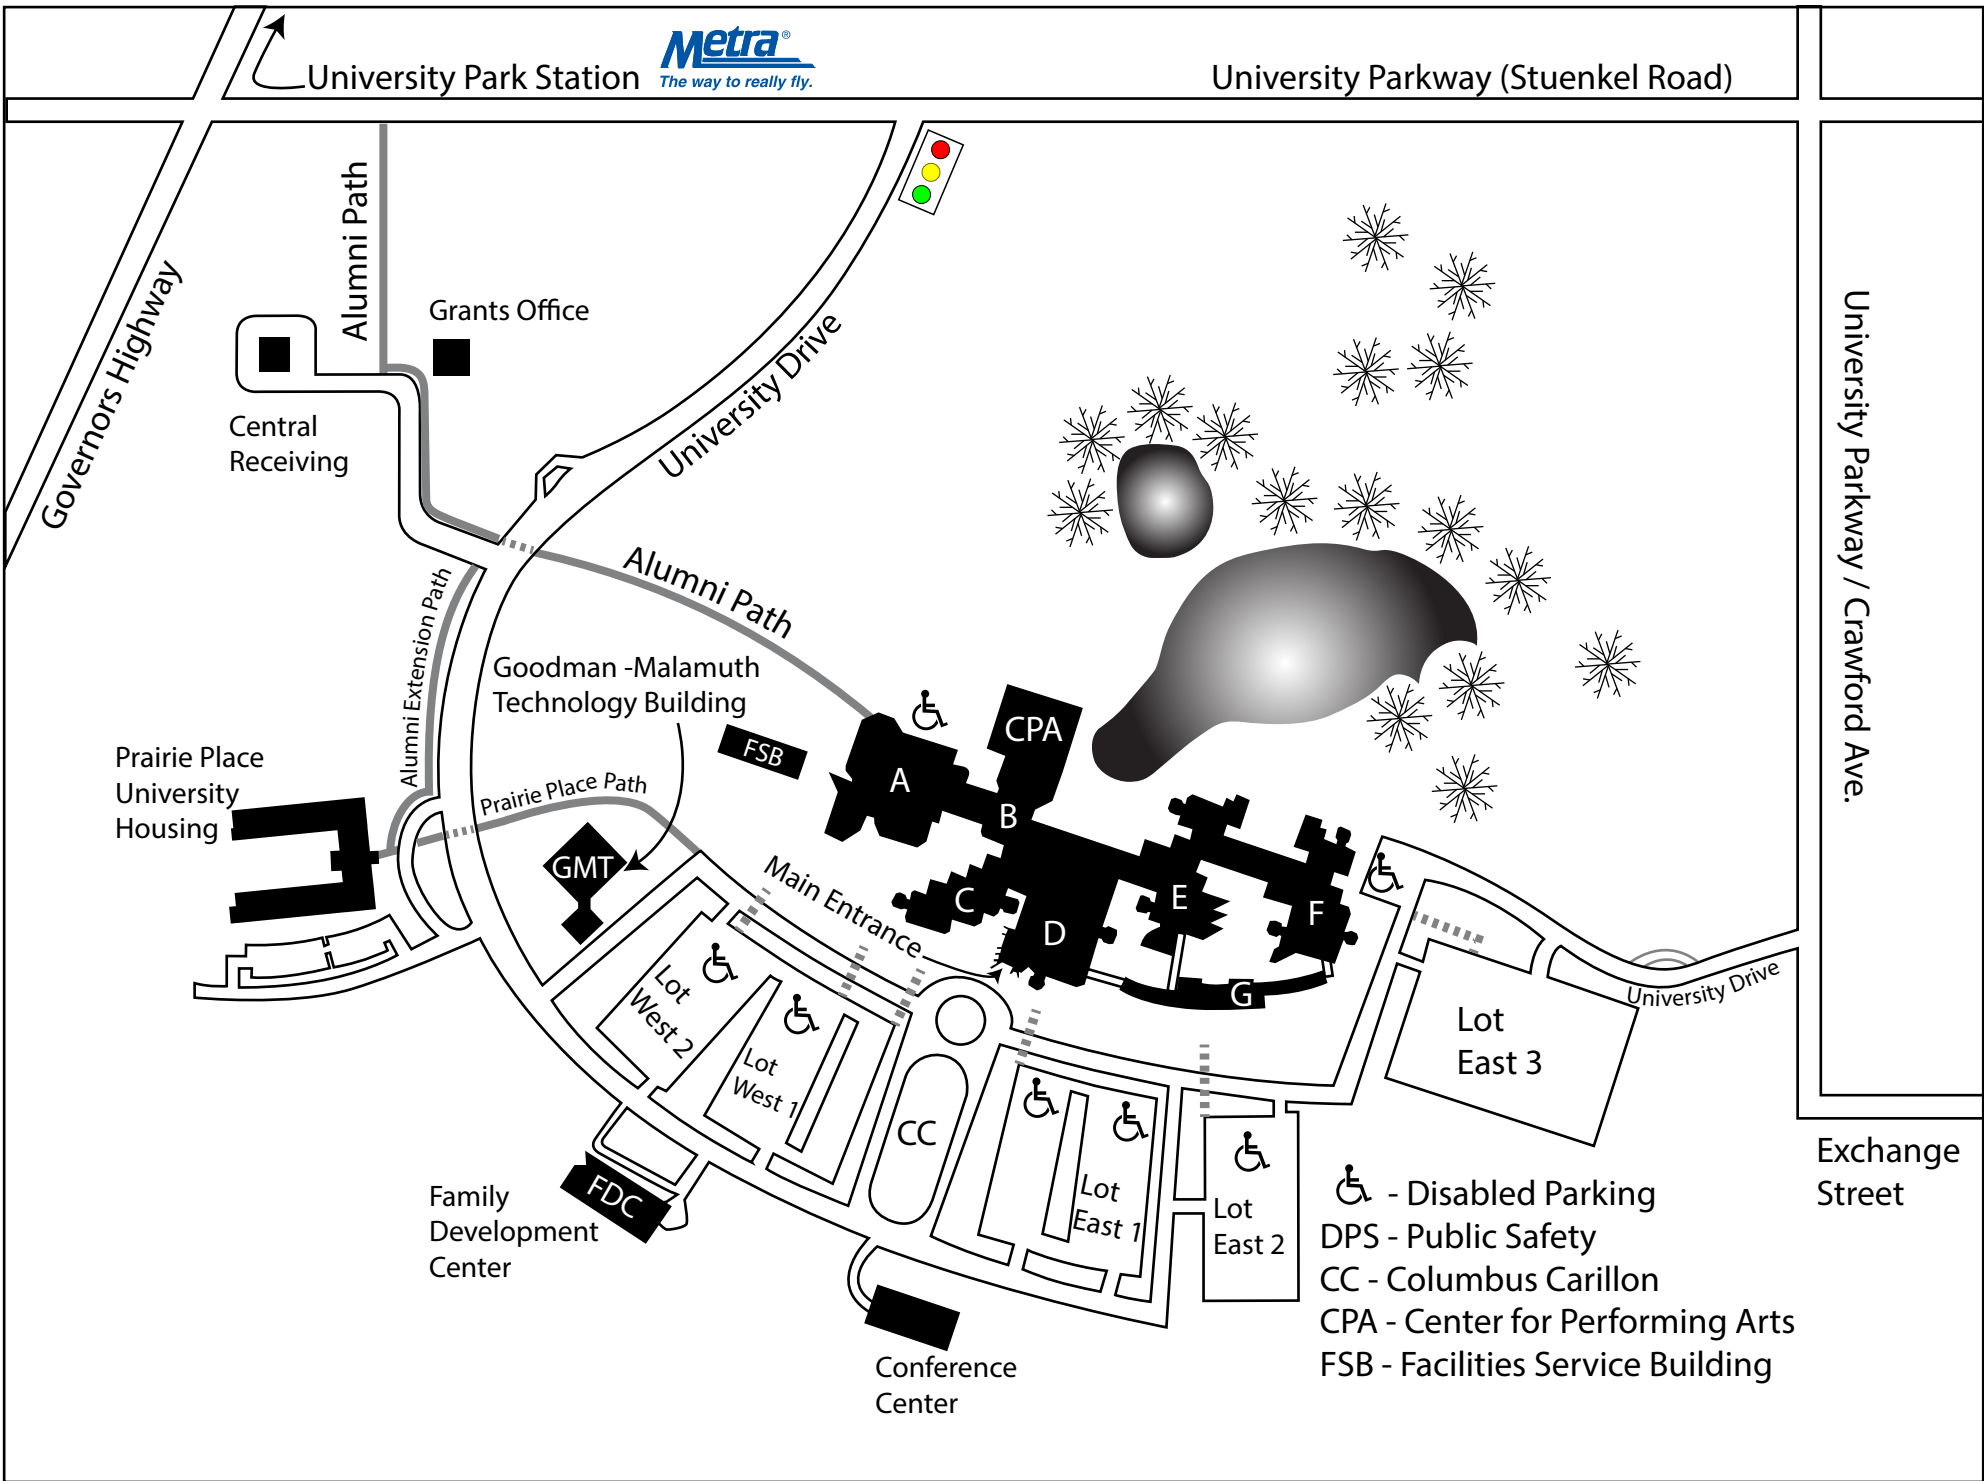 University Park Station
Metra®
The way to really fly.
University Parkway (Stuenkel Road)
Alumni Path
Governors Highway
Grants Office
University Drive
University Parkway / Crawford Ave.
Central
Receiving
Alumni Path
Alumni Extension Path
Goodman -Malamuth
Technology Building
Prairie Place
University
Housing
Prairie Place Path
FSB
CPA
A
B
GMT
Main Entrance
C
D
E
F
G
University Drive
Lot
West 2
Lot
West 1
CC
Lot
East 1
Lot
East 2
Lot
East 3
Exchange
Street
FDC
Family
Development
Center
Conference
Center
- Disabled Parking
DPS - Public Safety
CC - Columbus Carillon
CPA - Center for Performing Arts
FSB - Facilities Service Building